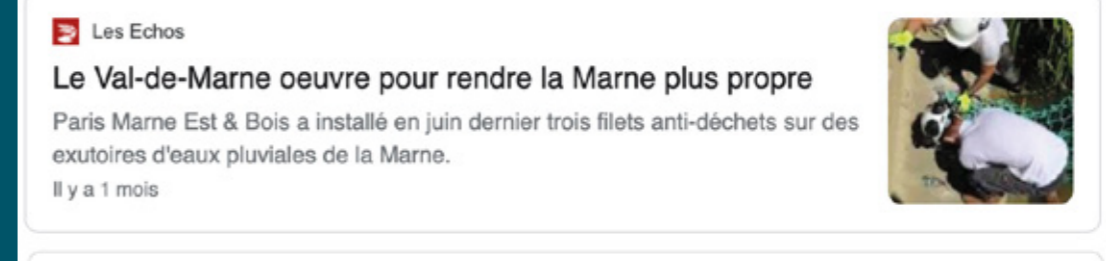 Les Echos
Le Val-de-Marne oeuvre pour rendre la Marne plus propre
Paris Marne Est & Bois a installé en juin dernier trois filets anti-déchets sur des
exutoires d'eaux pluviales de la Marne.
Il y a 1 mois